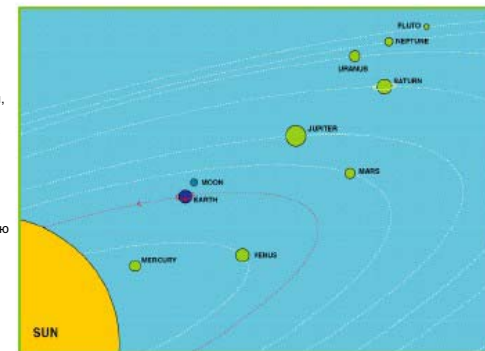 PLUTO
NEPTUNE
URANUS
SATURN
JUPITER
MARS
MOON
EARTH
VENUS
MERCURY
SUN
ю